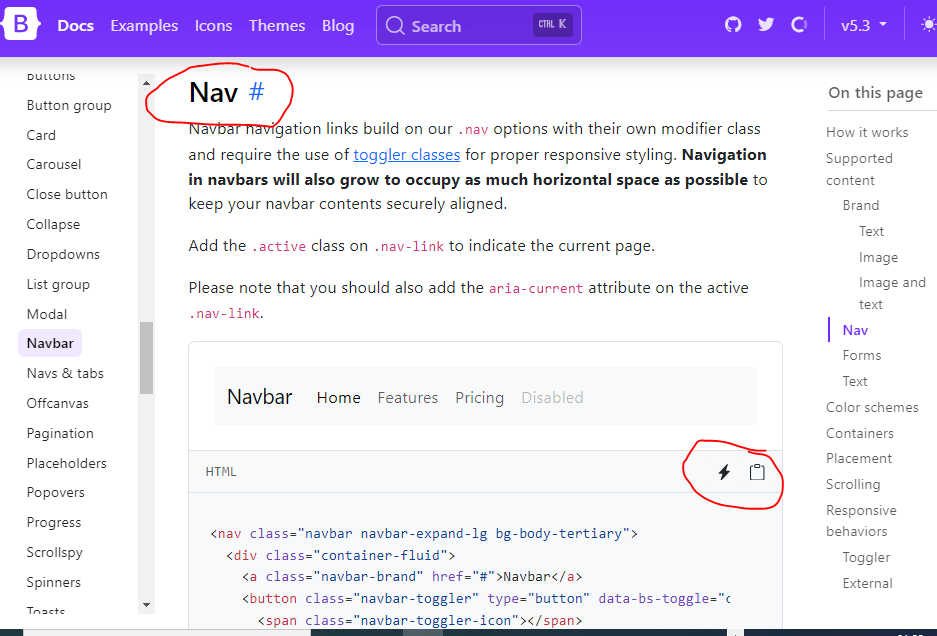 B Docs Examples Icons Themes Blog Search CTRL K v5.3
Buttons
Button group
Card
Carousel
Close button
Collapse
Dropdowns
List group
Modal
Navbar
Navs & tabs
Offcanvas
Pagination
Placeholders
Popovers
Progress
Scrollspy
Spinners
Toasts
Nav #
Navbar navigation links build on our .nav options with their own modifier class
and require the use of toggler classes for proper responsive styling. Navigation
in navbars will also grow to occupy as much horizontal space as possible to
keep your navbar contents securely aligned.
Add the .active class on .nav-link to indicate the current page.
Please note that you should also add the aria-current attribute on the active
.nav-link.
Navbar Home Features Pricing Disabled
HTML
<nav class="navbar navbar-expand-lg bg-body-tertiary">
<div class="container-fluid">
<a class="navbar-brand" href="#">Navbar</a>
<button class="navbar-toggler" type="button" data-bs-toggle="c
<span class="navbar-toggler-icon"></span>
On this page
How it works
Supported
content
Brand
Text
Image
Image and
text
Nav
Forms
Text
Color schemes
Containers
Placement
Scrolling
Responsive
behaviors
Toggler
External